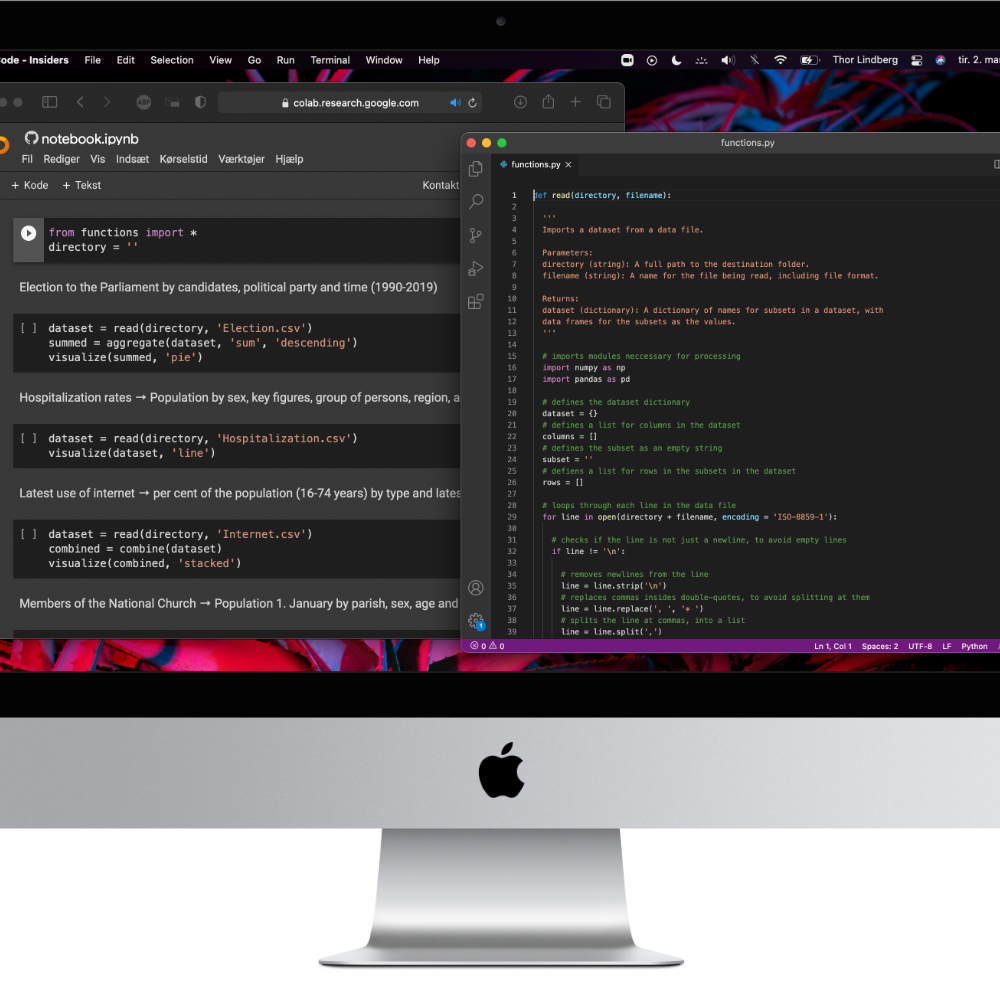 ode - Insiders File Edit Selection View Go Run Terminal Window Help Thor Lindberg tir. 2. mar
colab.research.google.com
notebook.ipynb
Fil Rediger Vis Indsæt Kørselstid Værktøjer Hjælp
+ Kode + Tekst Kontakt
from functions import *
directory = ''
Election to the Parliament by candidates, political party and time (1990-2019)
[ ] dataset = read(directory, 'Election.csv')
summed = aggregate(dataset, 'sum', 'descending')
visualize(summed, 'pie')
Hospitalization rates → Population by sex, key figures, group of persons, region, a
[ ] dataset = read(directory, 'Hospitalization.csv')
visualize(dataset, 'line')
Latest use of internet → per cent of the population (16-74 years) by type and lates
[ ] dataset = read(directory, 'Internet.csv')
combined = combine(dataset)
visualize(combined, 'stacked')
Members of the National Church → Population 1. January by parish, sex, age and
functions.py
functions.py ×
1 def read(directory, filename):
2
3 '''
4 Imports a dataset from a data file.
5
6 Parameters:
7 directory (string): A full path to the destination folder.
8 filename (string): A name for the file being read, including file format.
9
10 Returns:
11 dataset (dictionary): A dictionary of names for subsets in a dataset, with
12 data frames for the subsets as the values.
13 '''
14
15 # imports modules neccessary for processing
16 import numpy as np
17 import pandas as pd
18
19 # defines the dataset dictionary
20 dataset = {}
21 # defines a list for columns in the dataset
22 columns = []
23 # defines the subset as an empty string
24 subset = ''
25 # defiens a list for rows in the subsets in the dataset
26 rows = []
27
28 # loops through each line in the data file
29 for line in open(directory + filename, encoding = 'ISO-8859-1'):
30
31 # checks if the line is not just a newline, to avoid empty lines
32 if line != '\n':
33
34 # removes newlines from the line
35 line = line.strip('\n')
36 # replaces commas insides double-quotes, to avoid splitting at them
37 line = line.replace(', ', '* ')
38 # splits the line at commas, into a list
39 line = line.split(',')
1
0 0 Ln 1, Col 1 Spaces: 2 UTF-8 LF Python